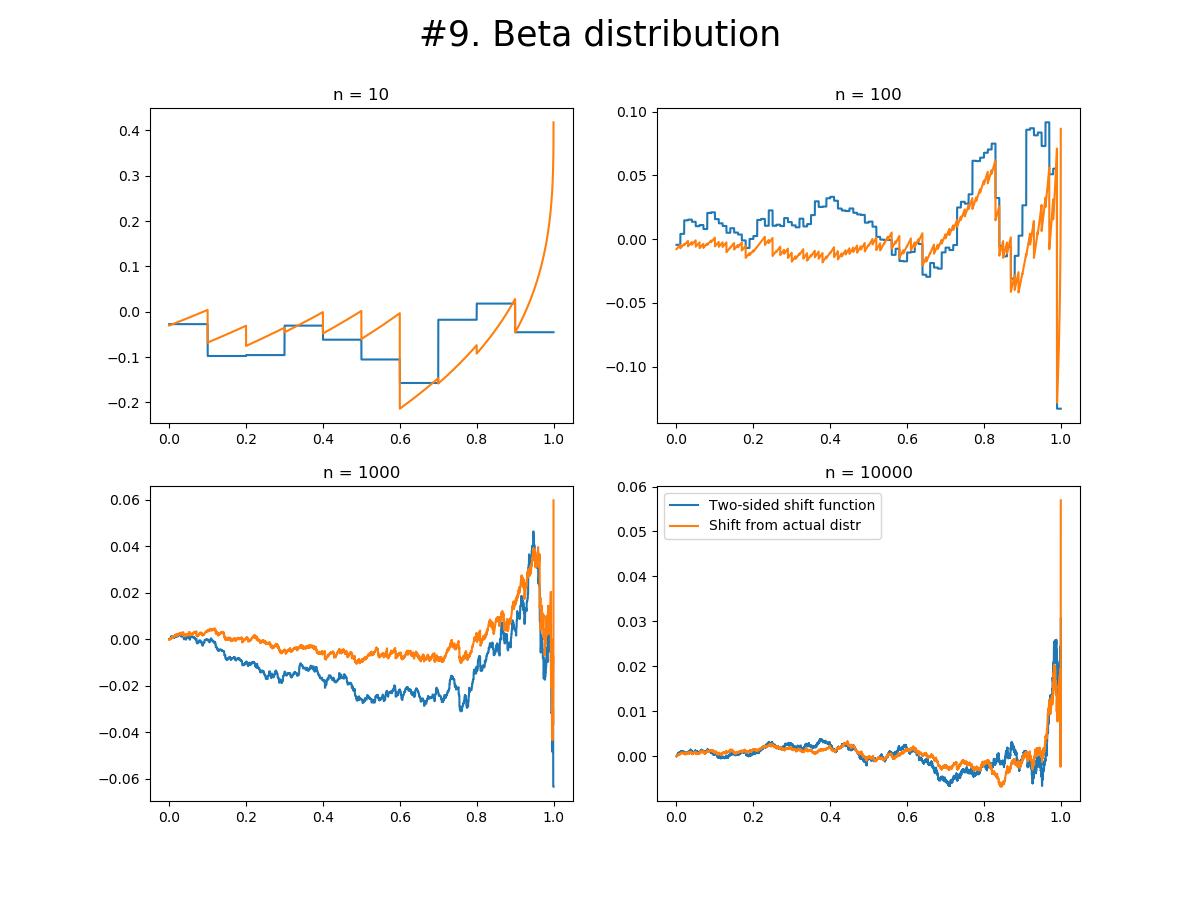 #9. Beta distribution
n = 10
0.4
0.3
0.2
0.1
0.0
−0.1
−0.2
0.0 0.2 0.4 0.6 0.8 1.0
n = 100
0.10
0.05
0.00
−0.05
−0.10
0.0 0.2 0.4 0.6 0.8 1.0
n = 1000
0.06
0.04
0.02
0.00
−0.02
−0.04
−0.06
0.0 0.2 0.4 0.6 0.8 1.0
n = 10000
Two-sided shift function
Shift from actual distr
0.06
0.05
0.04
0.03
0.02
0.01
0.00
0.0 0.2 0.4 0.6 0.8 1.0